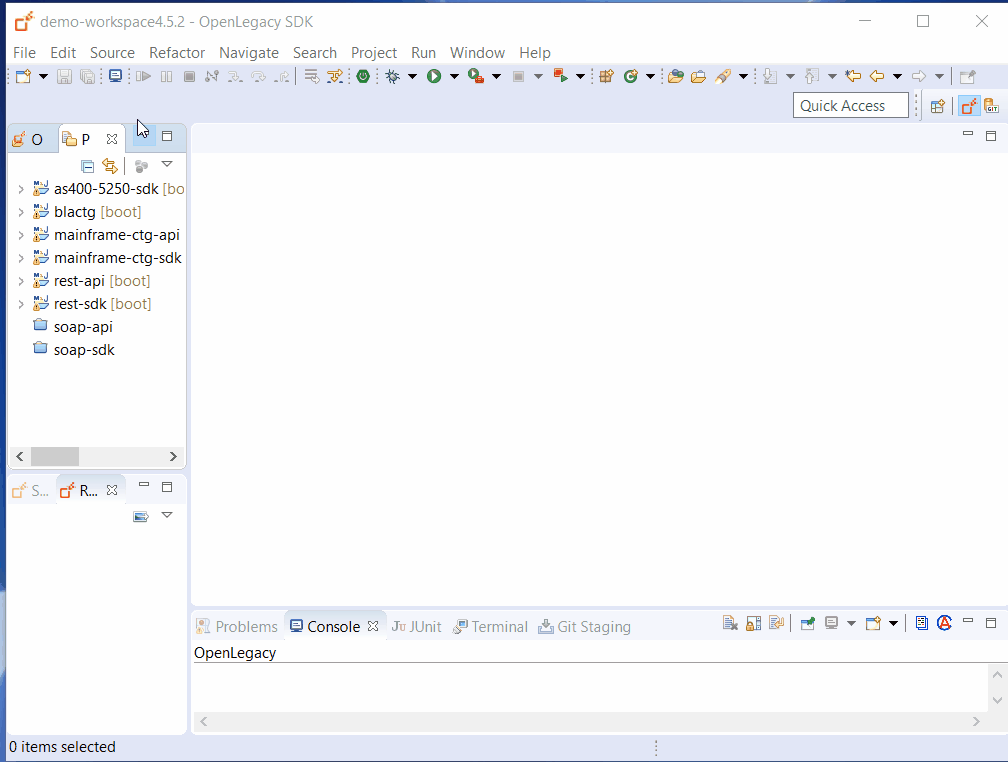 demo-workspace4.5.2 - OpenLegacy SDK
File Edit Source Refactor Navigate Search Project Run Window Help
Quick Access
GIT
O P
as400-5250-sdk [bo
blactg [boot]
mainframe-ctg-api
mainframe-ctg-sdk
rest-api [boot]
rest-sdk [boot]
soap-api
soap-sdk
S... R...
Problems Console JUnit Terminal Git Staging
OpenLegacy
0 items selected